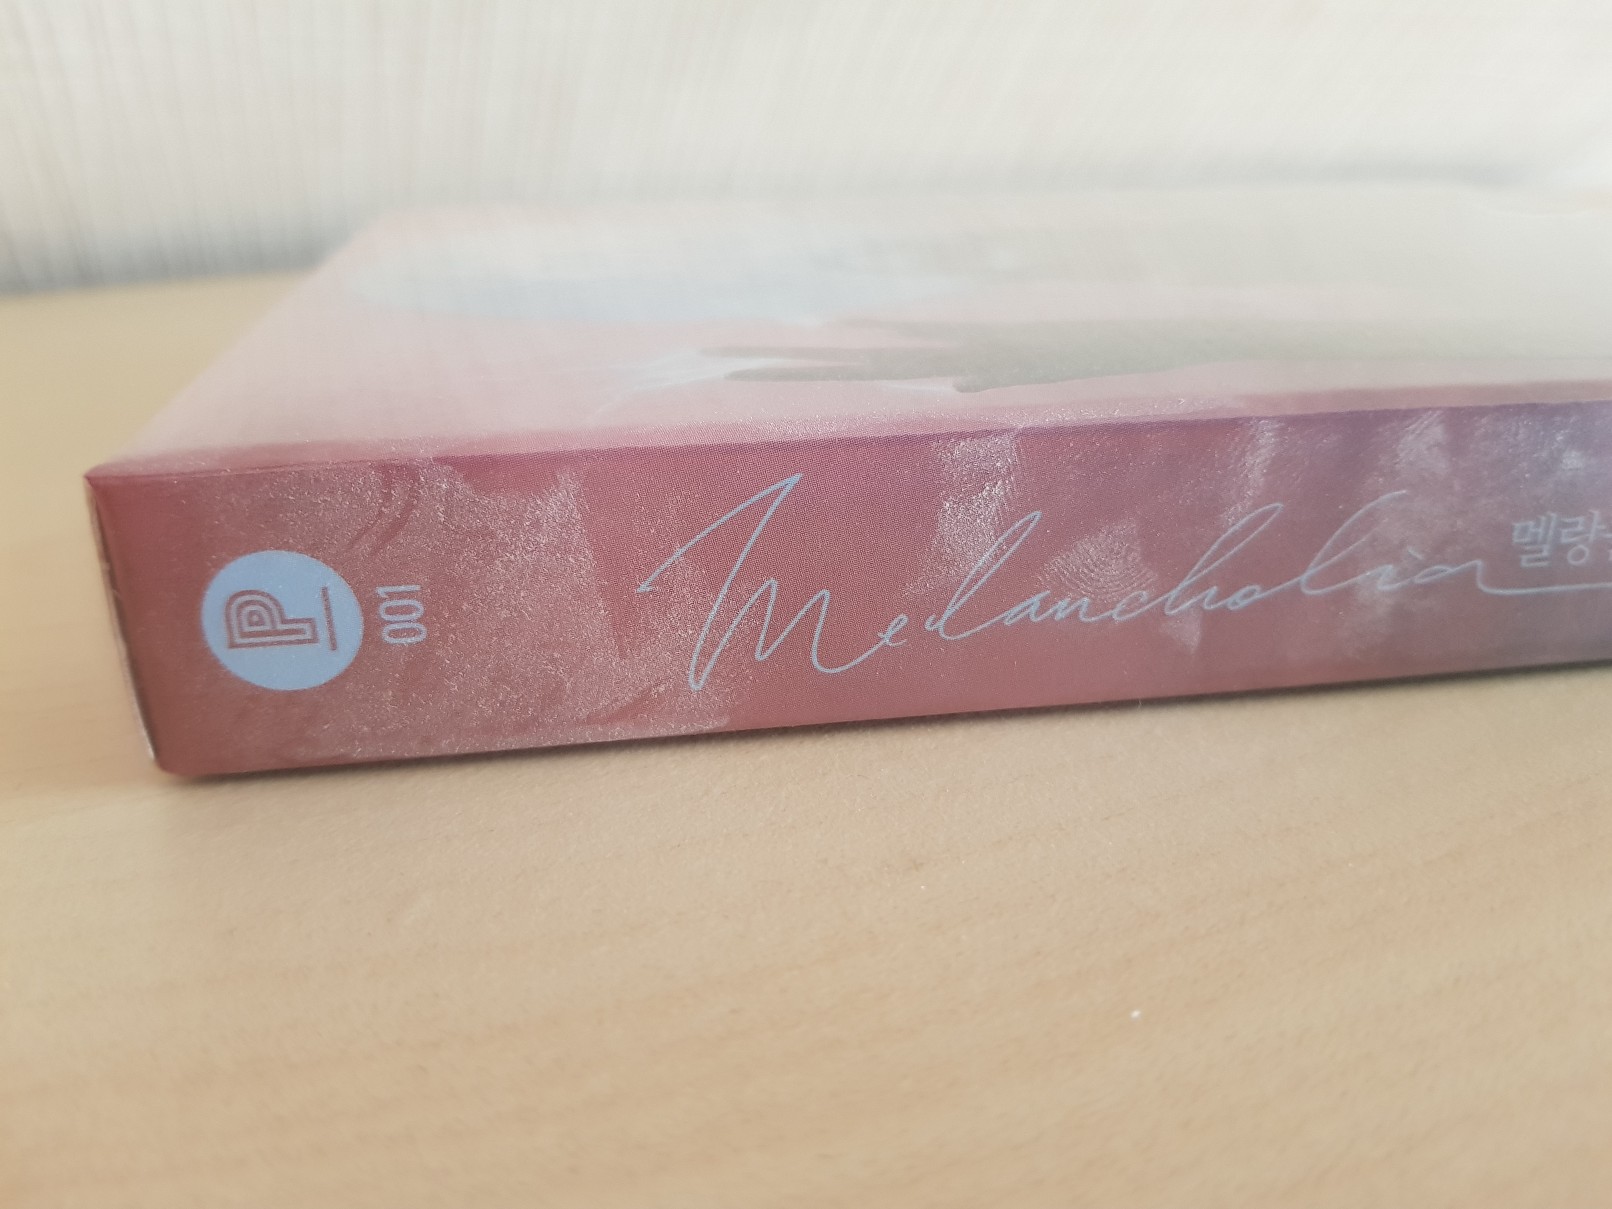 P
001
Melancholia
멜랑